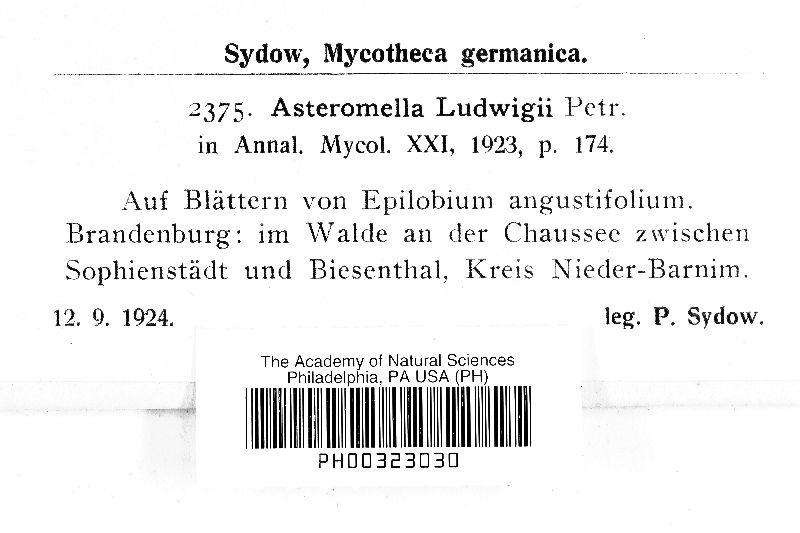 Sydow, Mycotheca germanica.
2375. Asteromella Ludwigii Petr.
in Annal. Mycol. XXI, 1923, p. 174.
Auf Blättern von Epilobium angustifolium.
Brandenburg: im Walde an der Chaussee zwischen
Sophienstädt und Biesenthal, Kreis Nieder-Barnim.
12. 9. 1924. leg. P. Sydow.
The Academy of Natural Sciences
Philadelphia, PA USA (PH)
PH00323030